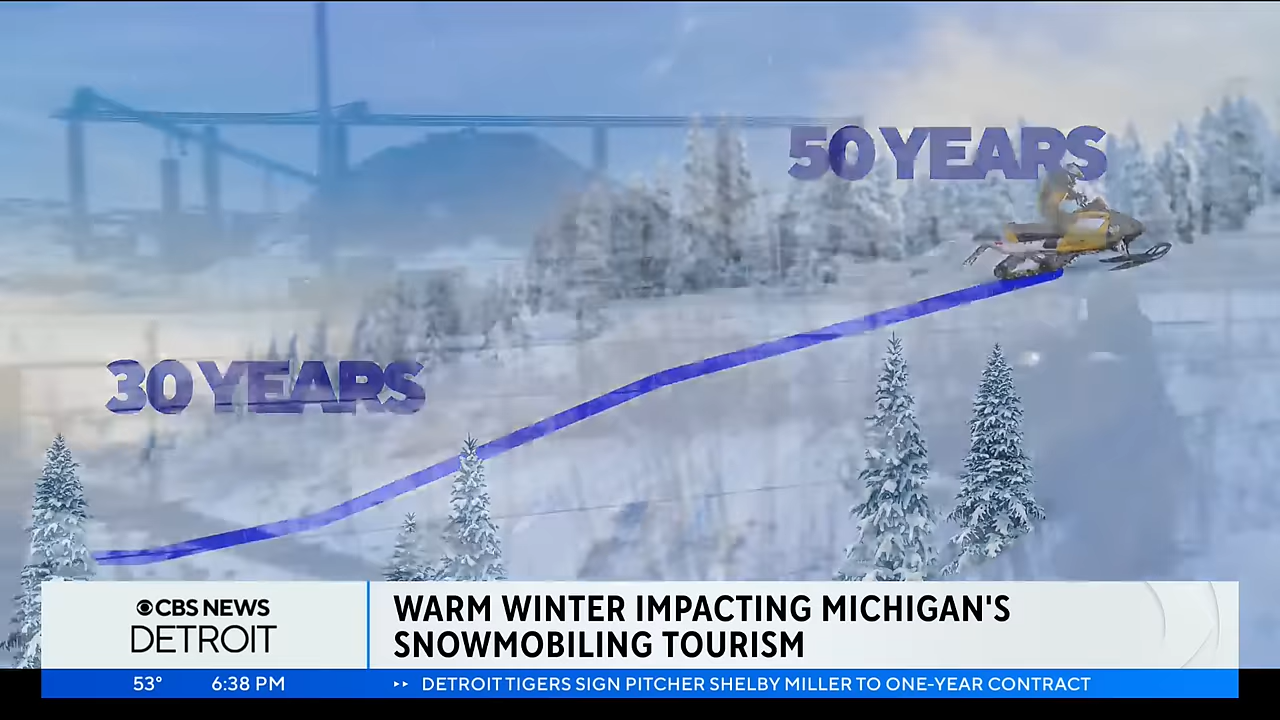 50 YEARS
30 YEARS
CBS NEWS
DETROIT
WARM WINTER IMPACTING MICHIGAN'S
SNOWMOBILING TOURISM
53° 6:38 PM DETROIT TIGERS SIGN PITCHER SHELBY MILLER TO ONE-YEAR CONTRACT